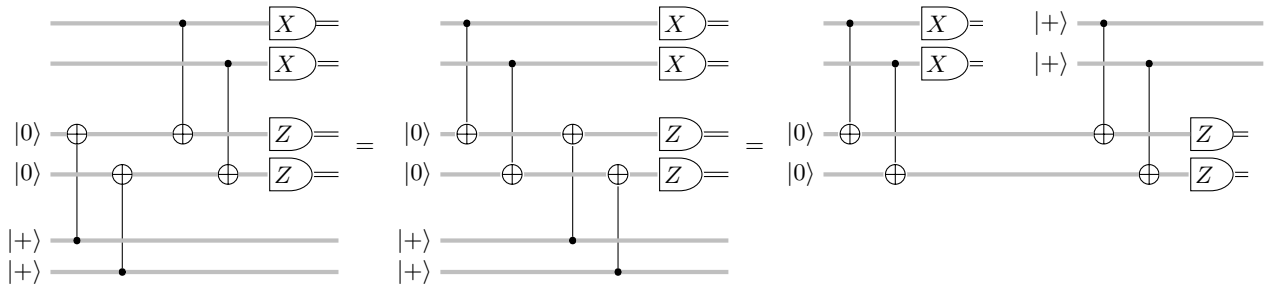 X X X |+⟩
X X X |+⟩
|0⟩ Z = |0⟩ Z = |0⟩ Z
|0⟩ Z |0⟩ Z |0⟩ Z
|+⟩ |+⟩
|+⟩ |+⟩